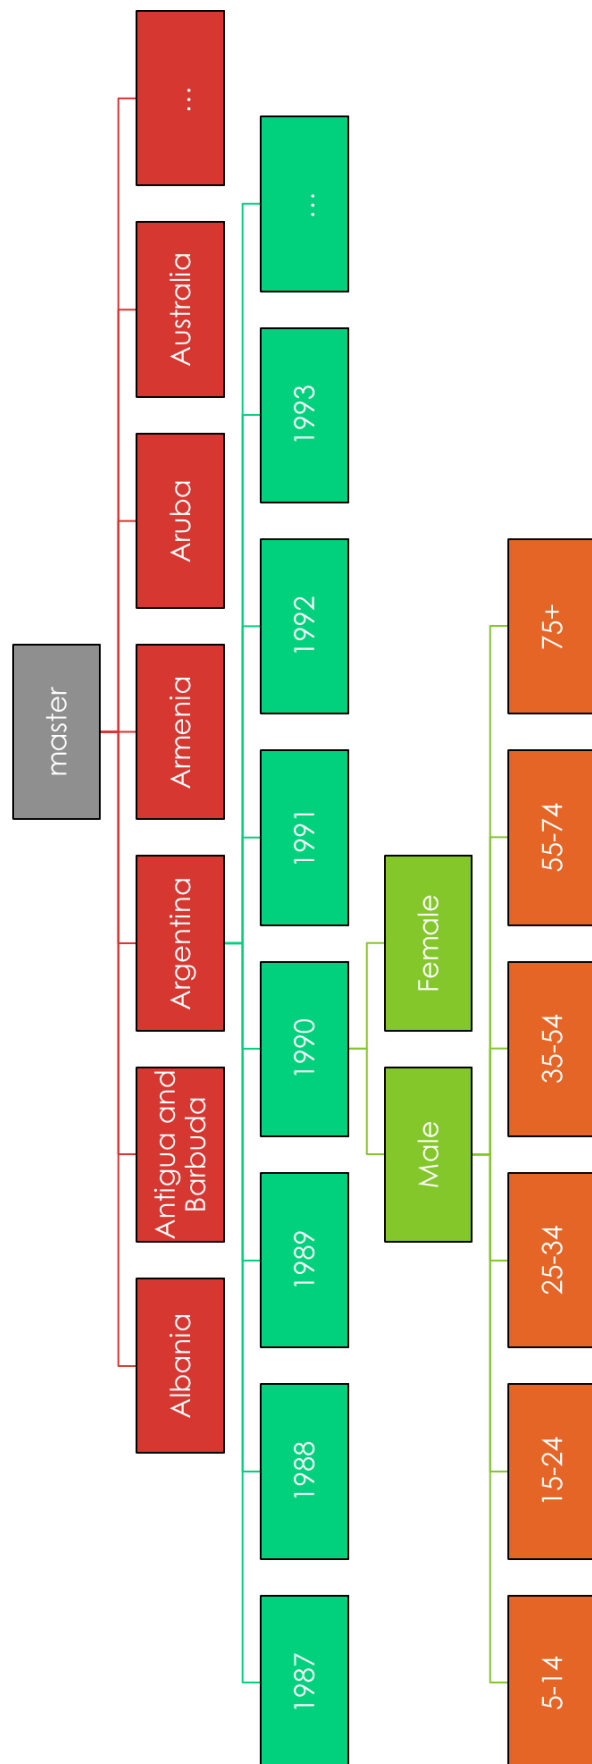 master
Albania
Antigua and
Barbuda
Argentina
Armenia
Aruba
Australia
...
1987
1988
1989
1990
1991
1992
1993
...
Male
Female
5-14
15-24
25-34
35-54
55-74
75+